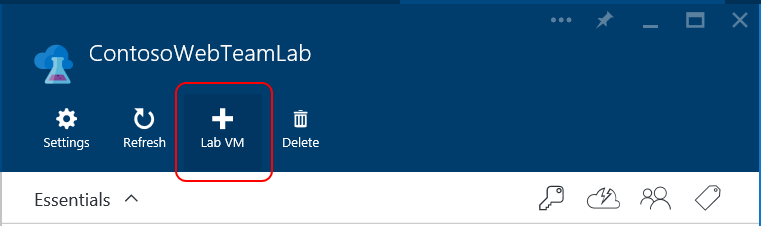 ContosoWebTeamLab
Settings Refresh Lab VM Delete
Essentials